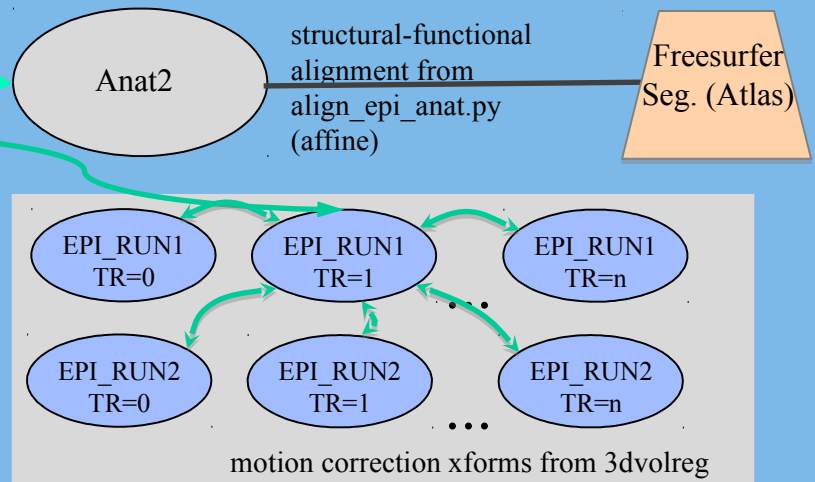 Anat2
structural-functional
alignment from
align_epi_anat.py
(affine)
Freesurfer
Seg. (Atlas)
EPI_RUN1
TR=0
EPI_RUN1
TR=1
EPI_RUN1
TR=n
...
EPI_RUN2
TR=0
EPI_RUN2
TR=1
EPI_RUN2
TR=n
...
motion correction xforms from 3dvolreg